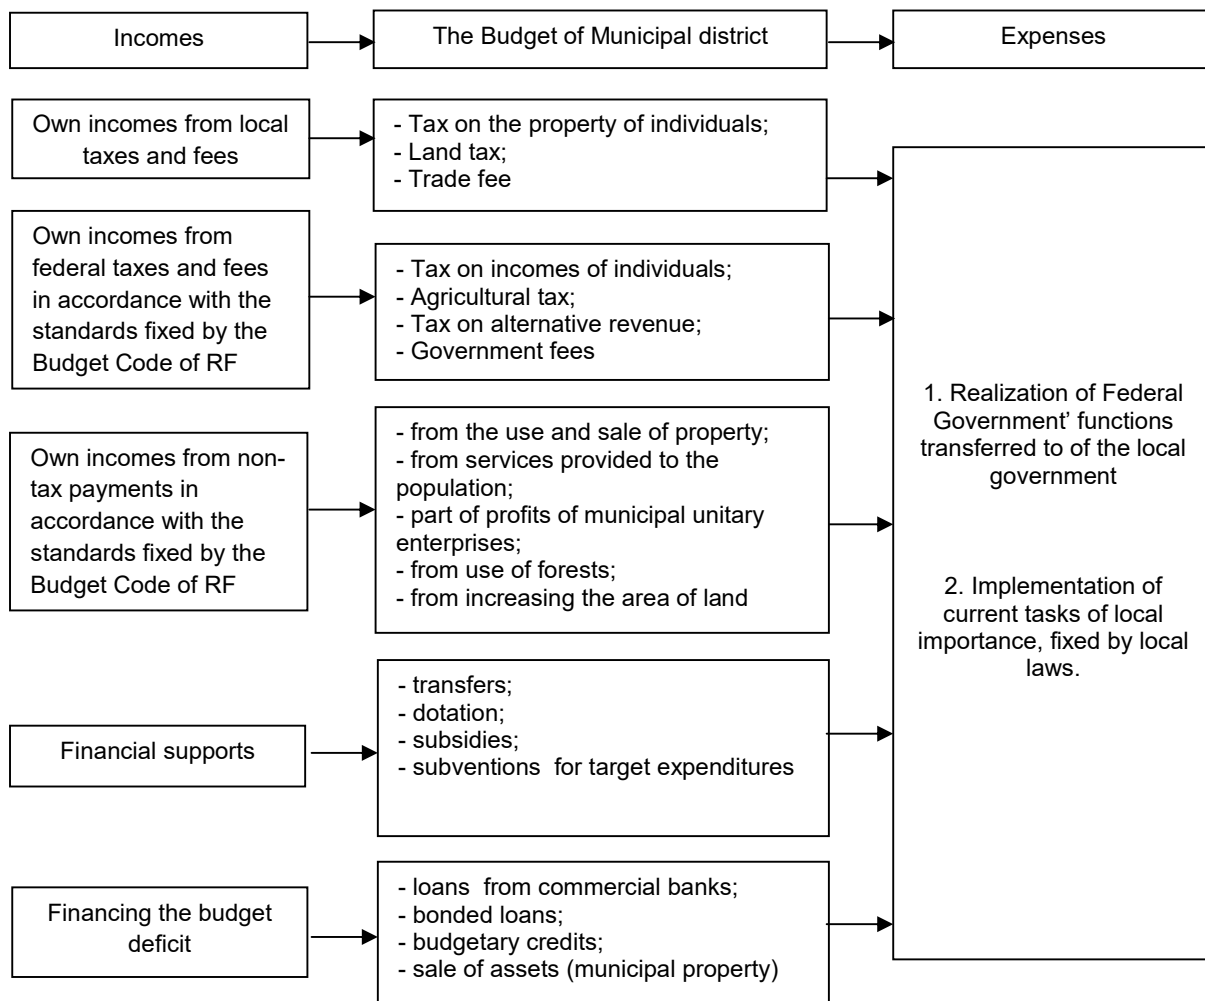 Incomes
The Budget of Municipal district
Expenses
Own incomes from local
taxes and fees
- Tax on the property of individuals;
- Land tax;
- Trade fee
Own incomes from
federal taxes and fees
in accordance with the
standards fixed by the
Budget Code of RF
- Tax on incomes of individuals;
- Agricultural tax;
- Tax on alternative revenue;
- Government fees
Own incomes from non-
tax payments in
accordance with the
standards fixed by the
Budget Code of RF
- from the use and sale of property;
- from services provided to the
population;
- part of profits of municipal unitary
enterprises;
- from use of forests;
- from increasing the area of land
Financial supports
- transfers;
- dotation;
- subsidies;
- subventions  for target expenditures
Financing the budget
deficit
- loans  from commercial banks;
- bonded loans;
- budgetary credits;
- sale of assets (municipal property)
1. Realization of Federal
Government’ functions
transferred to of the local
government
2. Implementation of
current tasks of local
importance, fixed by local
laws.